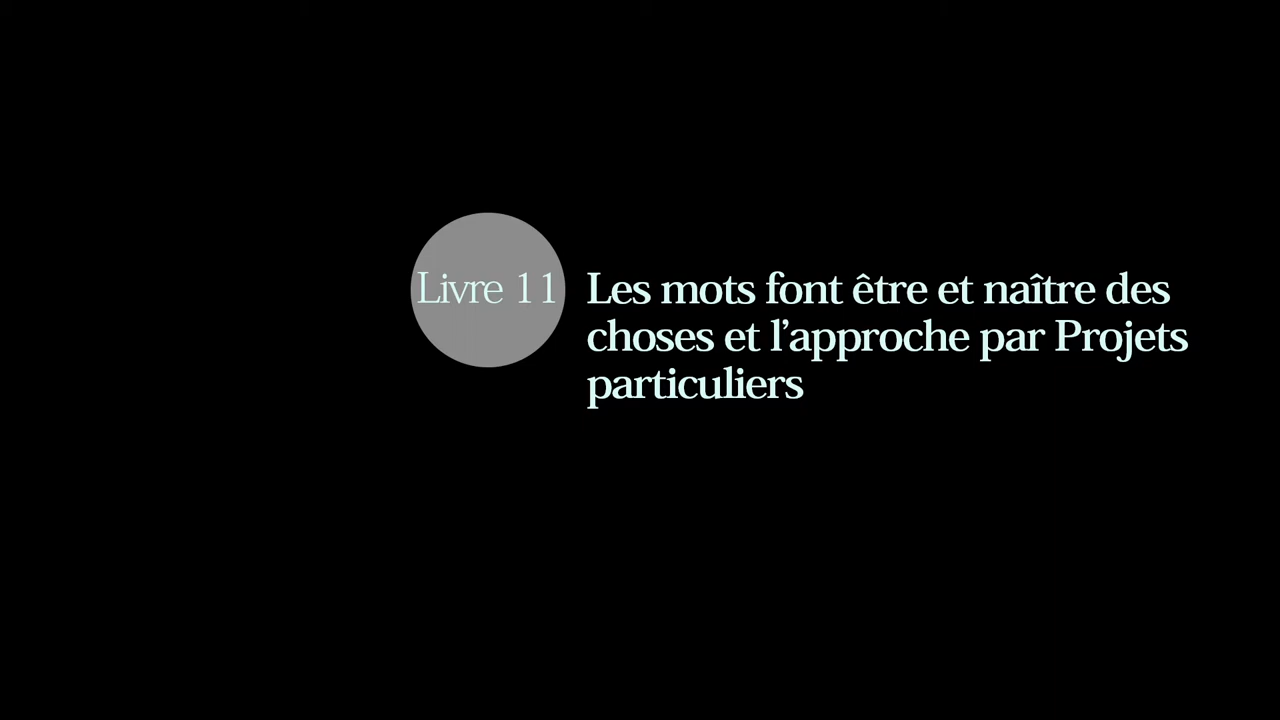 Livre 11
Les mots font être et naître des
choses et l’approche par Projets
particuliers